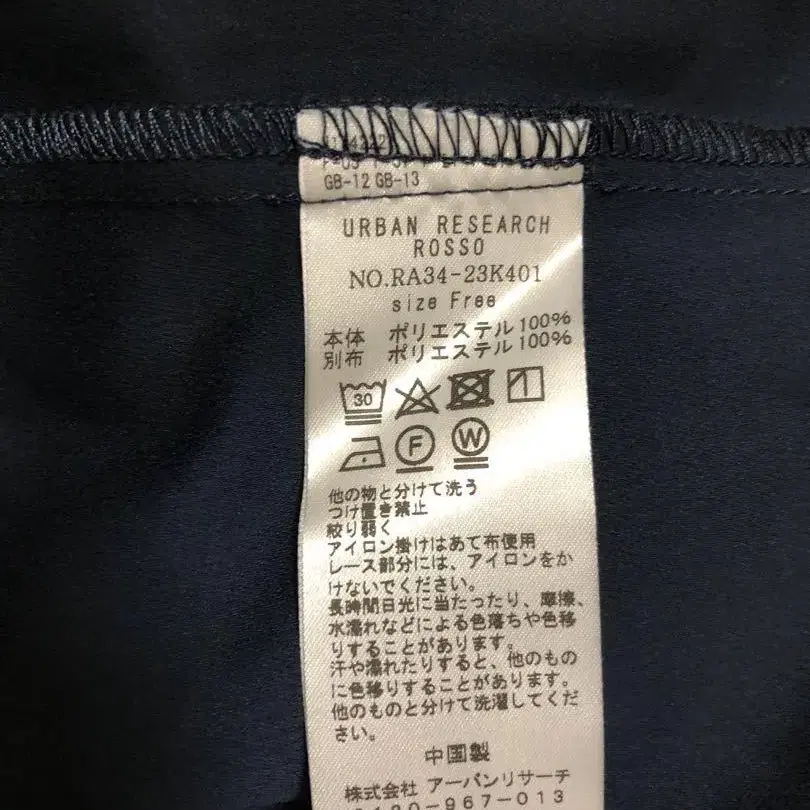 GB-12 GB-13
URBAN RESEARCH
ROSSO
NO.RA34-23K401
size Free
本体 ポリエステル100%
別布 ポリエステル100%
30
F W
他の物と分けて洗う
つけ置き禁止
絞り弱く
アイロン掛けはあて布使用
レース部分には、アイロンをか
けないでください。
長時間日光に当たったり、摩擦、
水濡れなどによる色落ちや色移
りすることがあります。
汗や濡れたりすると、他のもの
に色移りすることがあります。
他のものと分けて洗濯してくだ
さい。
中国製
株式会社 アーバンリサーチ
0120-967-013